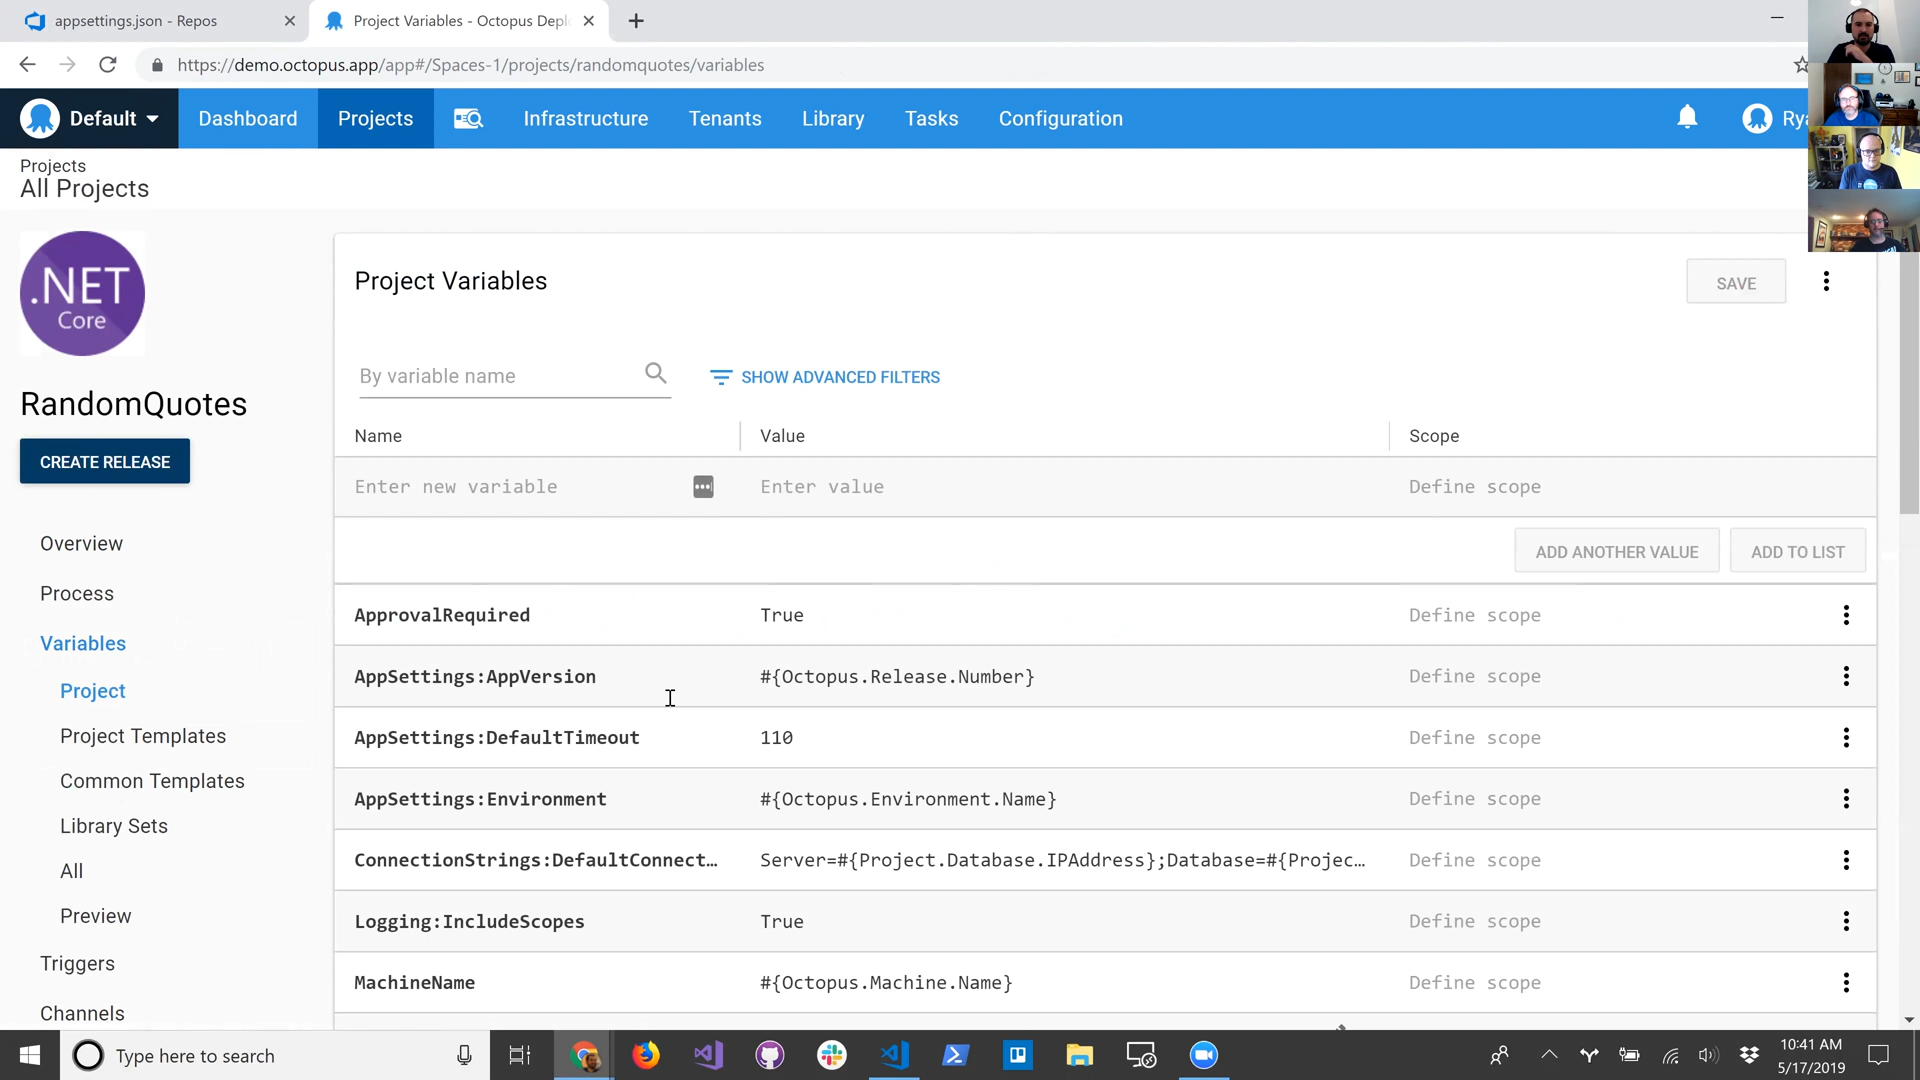 appsettings.json - Repos
Project Variables - Octopus Depl
https://demo.octopus.app/app#/Spaces-1/projects/randomquotes/variables
Default
Dashboard
Projects
Infrastructure
Tenants
Library
Tasks
Configuration
Rya
Projects
All Projects
.NET
Core
RandomQuotes
CREATE RELEASE
Overview
Process
Variables
Project
Project Templates
Common Templates
Library Sets
All
Preview
Triggers
Channels
Project Variables
SAVE
By variable name
SHOW ADVANCED FILTERS
Name Value Scope
Enter new variable Enter value Define scope
ADD ANOTHER VALUE ADD TO LIST
ApprovalRequired True Define scope
AppSettings:AppVersion #{Octopus.Release.Number} Define scope
AppSettings:DefaultTimeout 110 Define scope
AppSettings:Environment #{Octopus.Environment.Name} Define scope
ConnectionStrings:DefaultConnect… Server=#{Project.Database.IPAddress};Database=#{Projec… Define scope
Logging:IncludeScopes True Define scope
MachineName #{Octopus.Machine.Name} Define scope
Type here to search
10:41 AM
5/17/2019